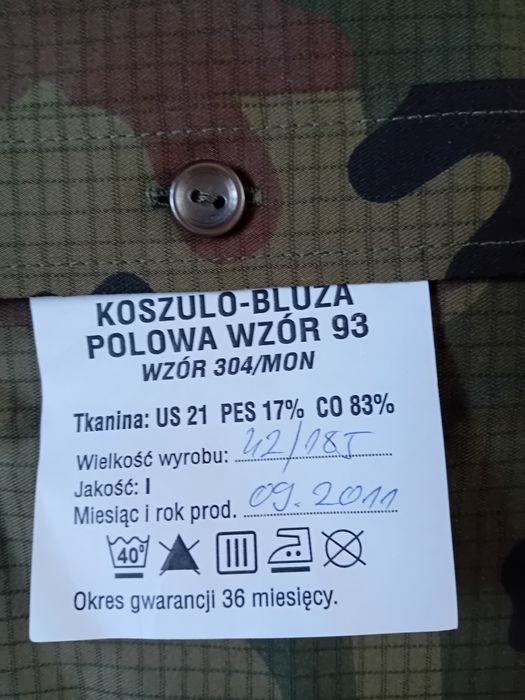 KOSZULO-BLUZA
POLOWA WZÓR 93
WZÓR 304/MON
Tkanina: US 21 PES 17% CO 83%
Wielkość wyrobu: 42/185
Jakość: I
Miesiąc i rok prod. 09.2011
40°
Okres gwarancji 36 miesięcy.